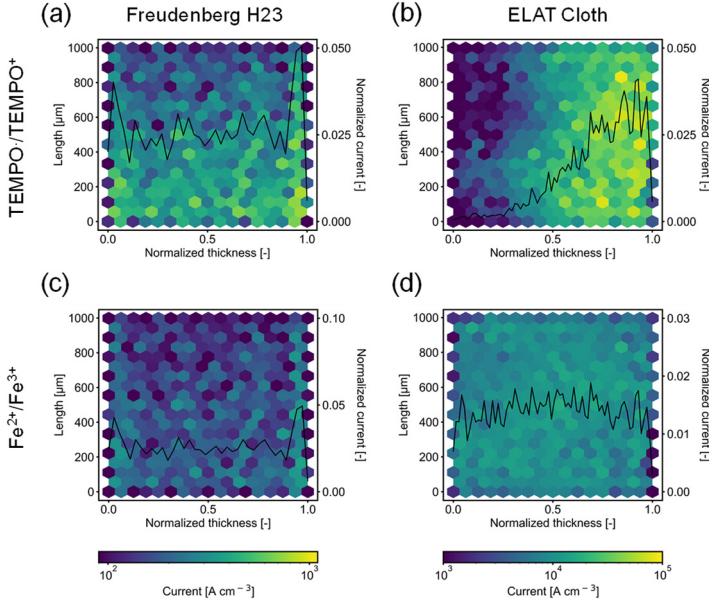 (a) Freudenberg H23
(b) ELAT Cloth
TEMPO·/TEMPO⁺
1000
800
600
400
200
0
Length [μm]
0.050
0.025
0.000
Normalized current [-]
0.0 0.5 1.0
Normalized thickness [-]
1000
800
600
400
200
0
Length [μm]
0.050
0.025
0.000
Normalized current [-]
0.0 0.5 1.0
Normalized thickness [-]
(c)
(d)
Fe²⁺/Fe³⁺
1000
800
600
400
200
0
Length [μm]
0.10
0.05
0.00
Normalized current [-]
0.0 0.5 1.0
Normalized thickness [-]
1000
800
600
400
200
0
Length [μm]
0.03
0.02
0.01
0.00
Normalized current [-]
0.0 0.5 1.0
Normalized thickness [-]
10² 10³
Current [A cm⁻³]
10³ 10⁴ 10⁵
Current [A cm⁻³]